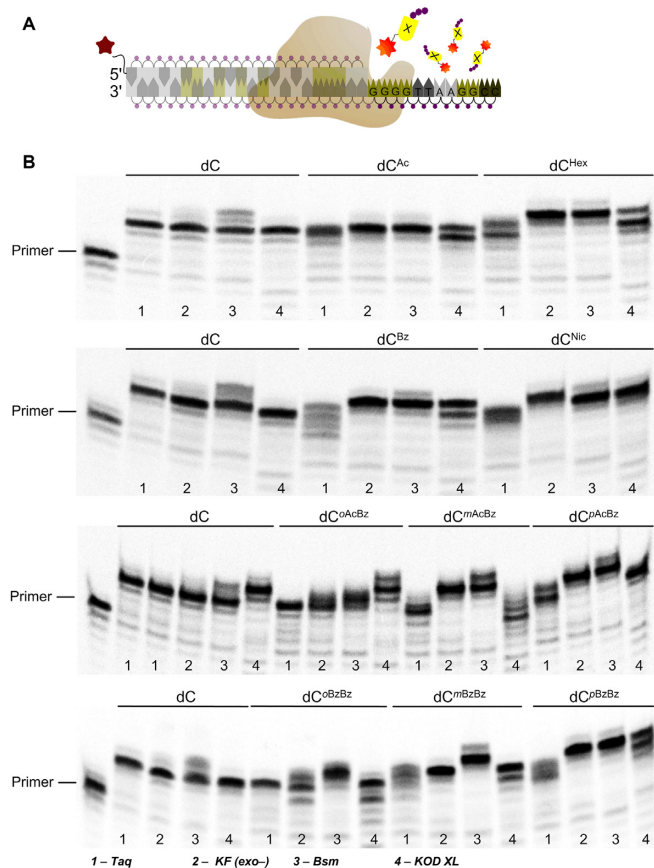 A
5'
3'
X
X
X
X
X
G G G G T T A A G G C C
B
dC dC^Ac dC^Hex
Primer
1 2 3 4 1 2 3 4 1 2 3 4
dC dC^Bz dC^Nic
Primer
1 2 3 4 1 2 3 4 1 2 3 4
dC dC^oAcBz dC^mAcBz dC^pAcBz
Primer
1 1 2 3 4 1 2 3 4 1 2 3 4 1 2 3 4
dC dC^oBzBz dC^mBzBz dC^pBzBz
Primer
1 2 3 4 1 2 3 4 1 2 3 4 1 2 3 4
1 – Taq 2 – KF (exo–) 3 – Bsm 4 – KOD XL